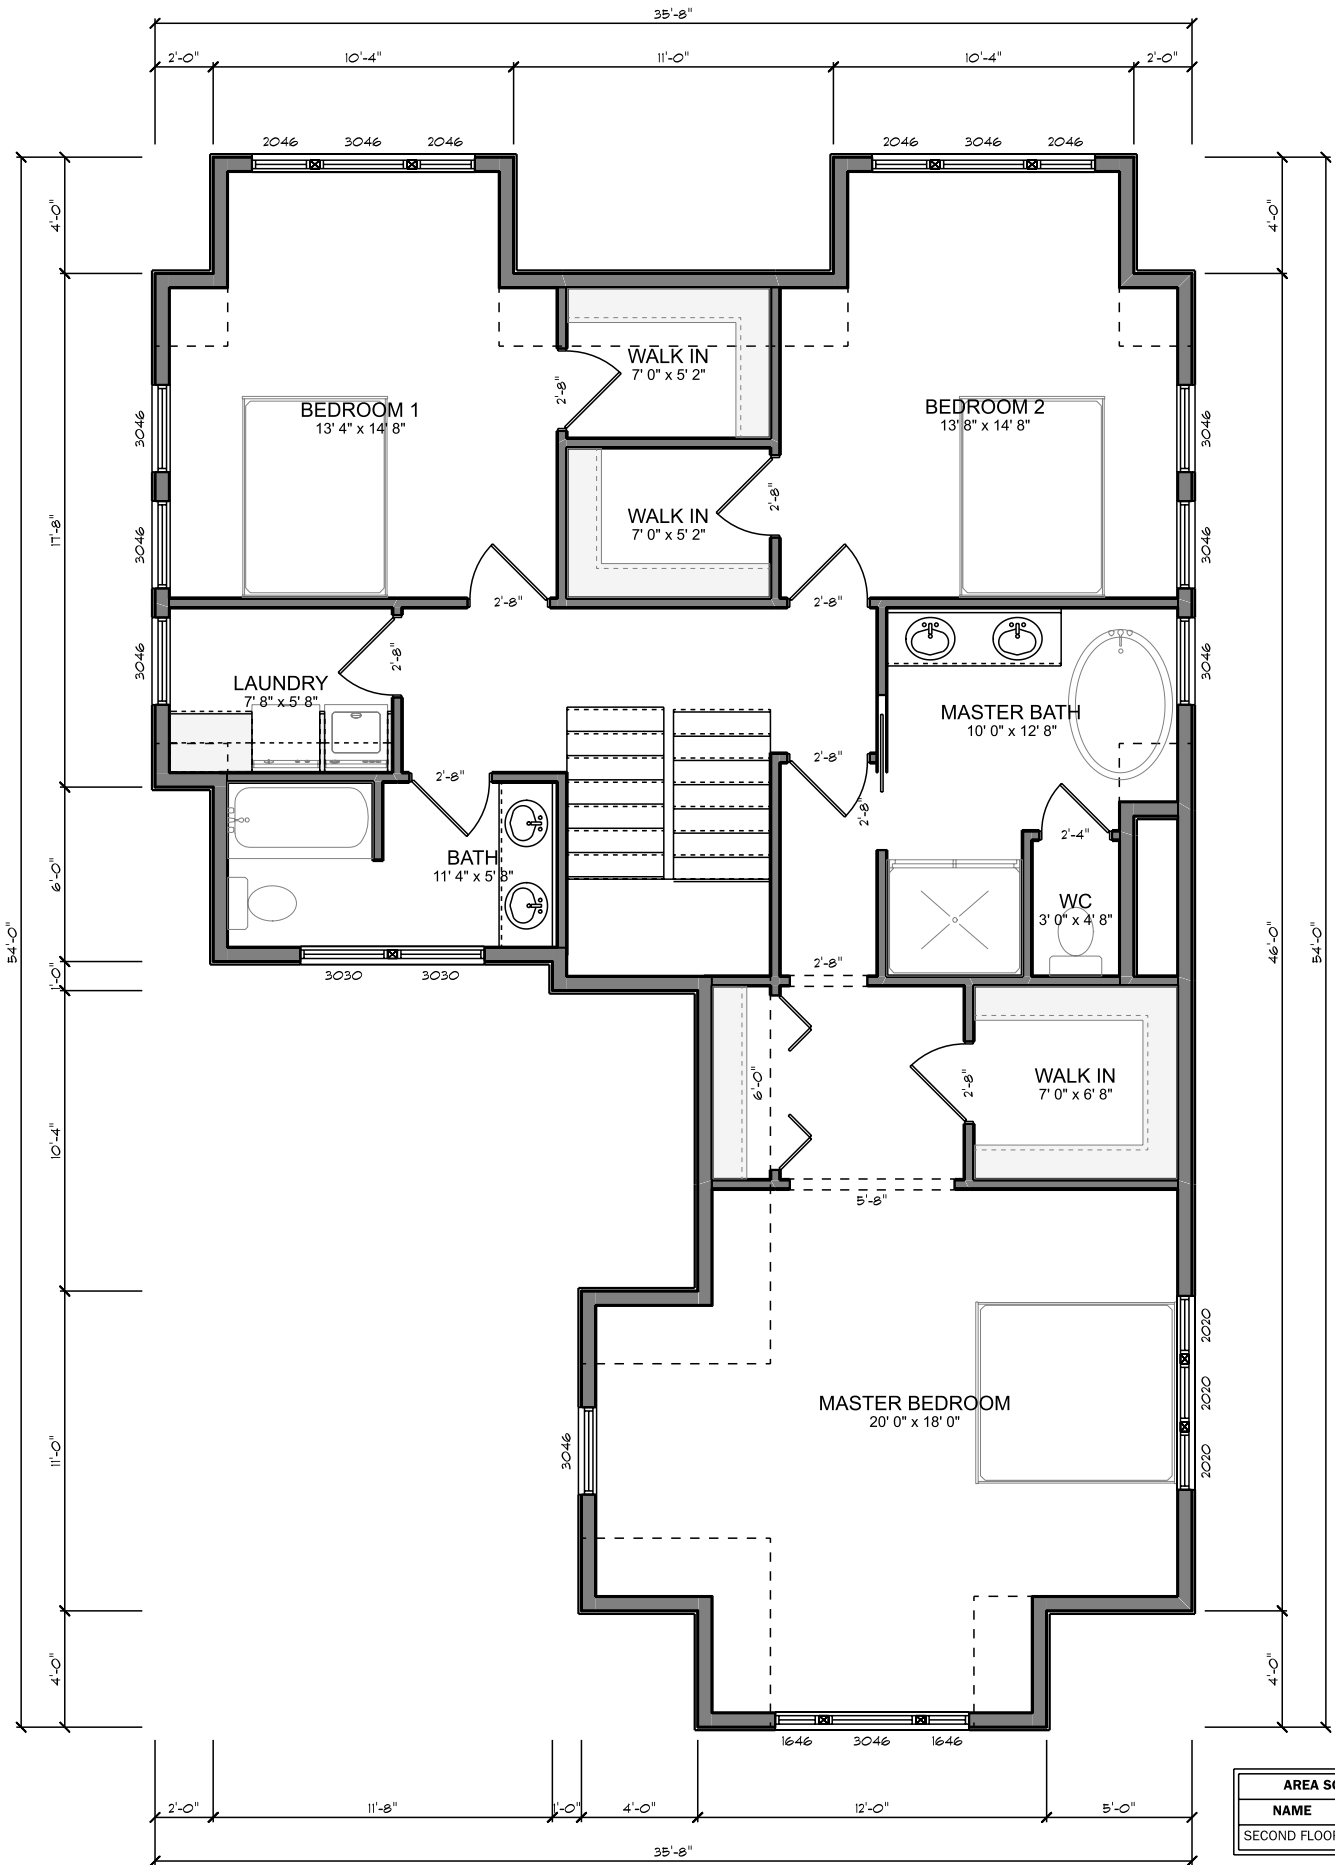 35'-8"
2'-0" 10'-4" 11'-0" 10'-4" 2'-0"
2046 3046 2046 2046 3046 2046
4'-0" 4'-0"
WALK IN
7' 0" x 5' 2"
2'-8"
BEDROOM 1
13' 4" x 14' 8"
BEDROOM 2
13' 8" x 14' 8"
3046 3046
2'-8"
WALK IN
7' 0" x 5' 2"
17'-8"
3046 3046
2'-8" 2'-8"
3046 3046
2'-8"
LAUNDRY
7' 8" x 5' 8"
MASTER BATH
10' 0" x 12' 8"
2'-8" 2'-8"
2'-8"
2'-4"
BATH
11' 4" x 5' 8"
6'-0"
WC
3' 0" x 4' 8"
54'-0" 46'-0" 54'-0"
3030 3030
2'-8"
1'-0"
6'-0"
2'-8"
WALK IN
7' 0" x 6' 8"
10'-4"
5'-8"
2020
2020
2020
MASTER BEDROOM
20' 0" x 18' 0"
3046
11'-0"
4'-0" 4'-0"
1646 3046 1646
2'-0" 11'-8" 1'-0" 4'-0" 12'-0" 5'-0"
35'-8"
AREA
NAME
SECOND